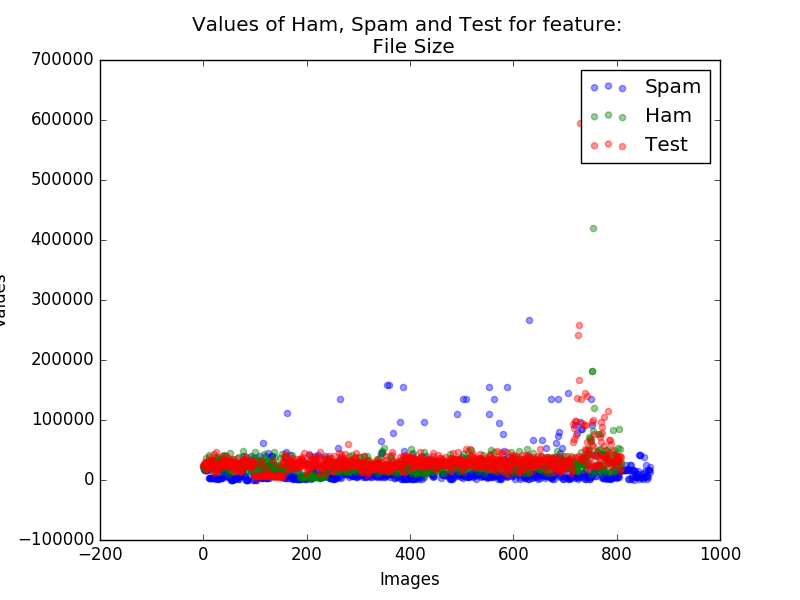 Values of Ham, Spam and Test for feature:
File Size
700000
600000
500000
400000
300000
200000
100000
0
−100000
−200
0
200
400
600
800
1000
Images
Spam
Ham
Test